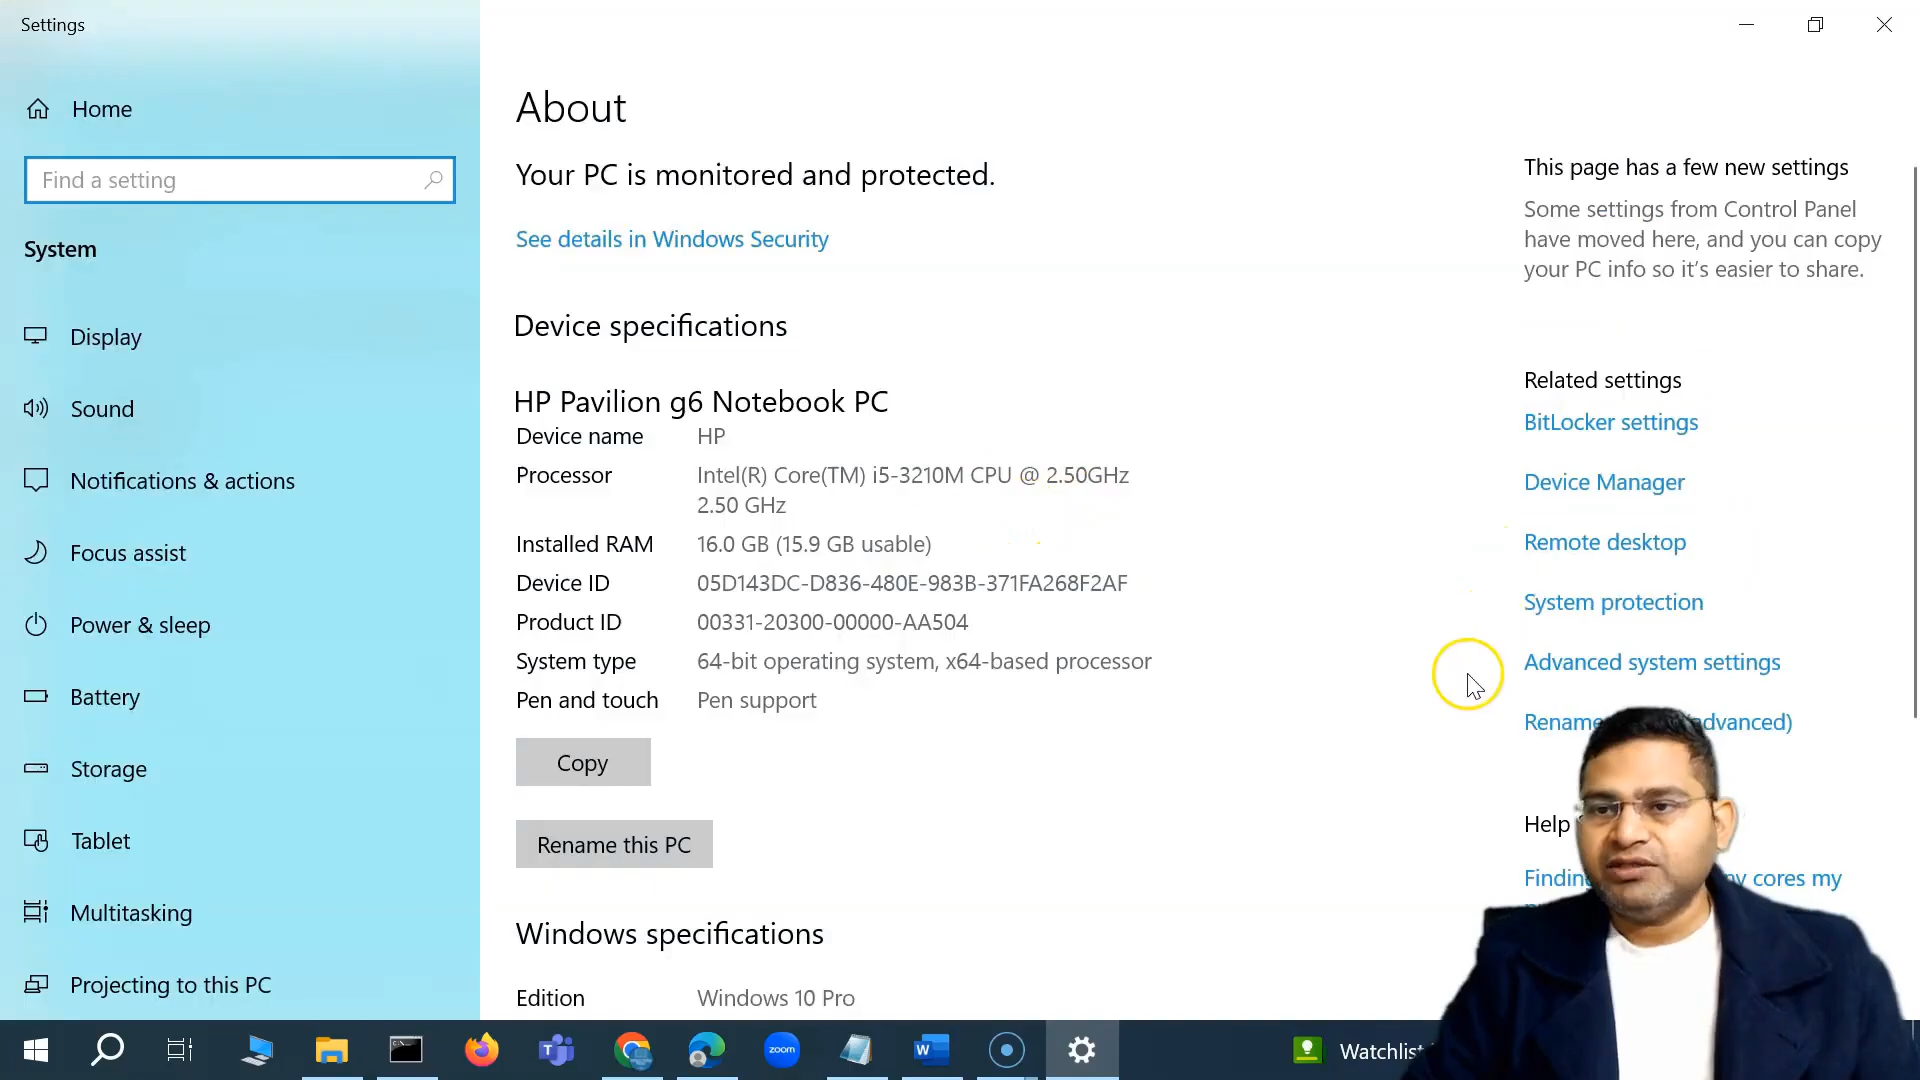 Settings
Home
Find a setting
System
Display
Sound
Notifications & actions
Focus assist
Power & sleep
Battery
Storage
Tablet
Multitasking
Projecting to this PC
About
Your PC is monitored and protected.
See details in Windows Security
Device specifications
HP Pavilion g6 Notebook PC
Device name HP
Processor Intel(R) Core(TM) i5-3210M CPU @ 2.50GHz
2.50 GHz
Installed RAM 16.0 GB (15.9 GB usable)
Device ID 05D143DC-D836-480E-983B-371FA268F2AF
Product ID 00331-20300-00000-AA504
System type 64-bit operating system, x64-based processor
Pen and touch Pen support
Copy
Rename this PC
Windows specifications
Edition Windows 10 Pro
This page has a few new settings
Some settings from Control Panel
have moved here, and you can copy
your PC info so it's easier to share.
Related settings
BitLocker settings
Device Manager
Remote desktop
System protection
Advanced system settings
Rename advanced)
Help
Finding cores my
zoom
Watchlist